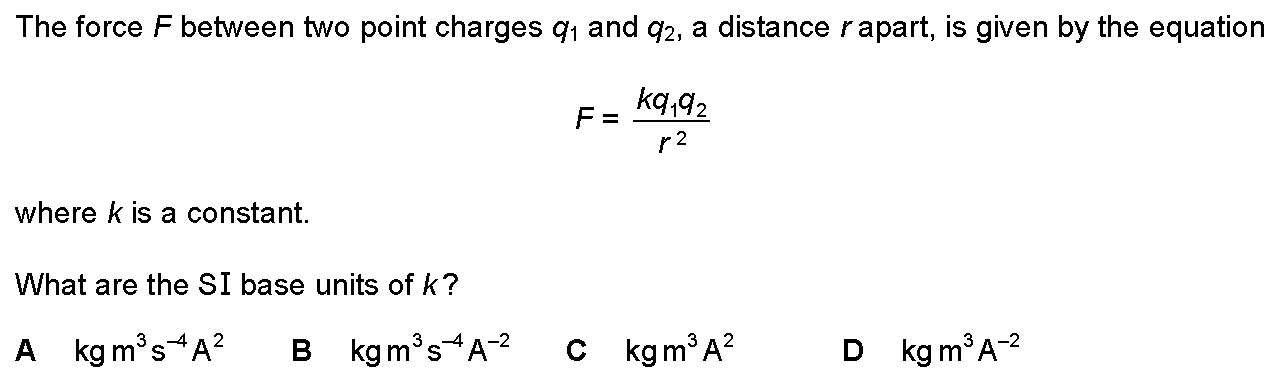 The force F between two point charges q₁ and q₂, a distance r apart, is given by the equation
F = kq₁q₂ / r²
where k is a constant.
What are the SI base units of k?
A kg m³ s⁻⁴ A² B kg m³ s⁻⁴ A⁻² C kg m³ A² D kg m³ A⁻²